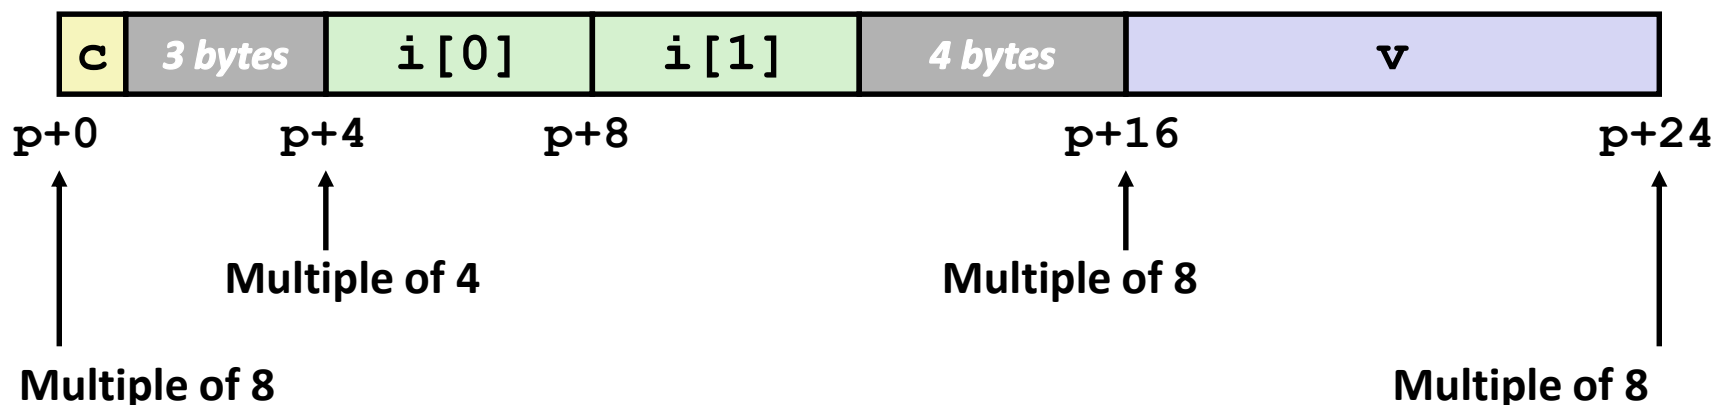 c 3 bytes i[0] i[1] 4 bytes v
p+0 p+4 p+8 p+16 p+24
Multiple of 4 Multiple of 8
Multiple of 8 Multiple of 8